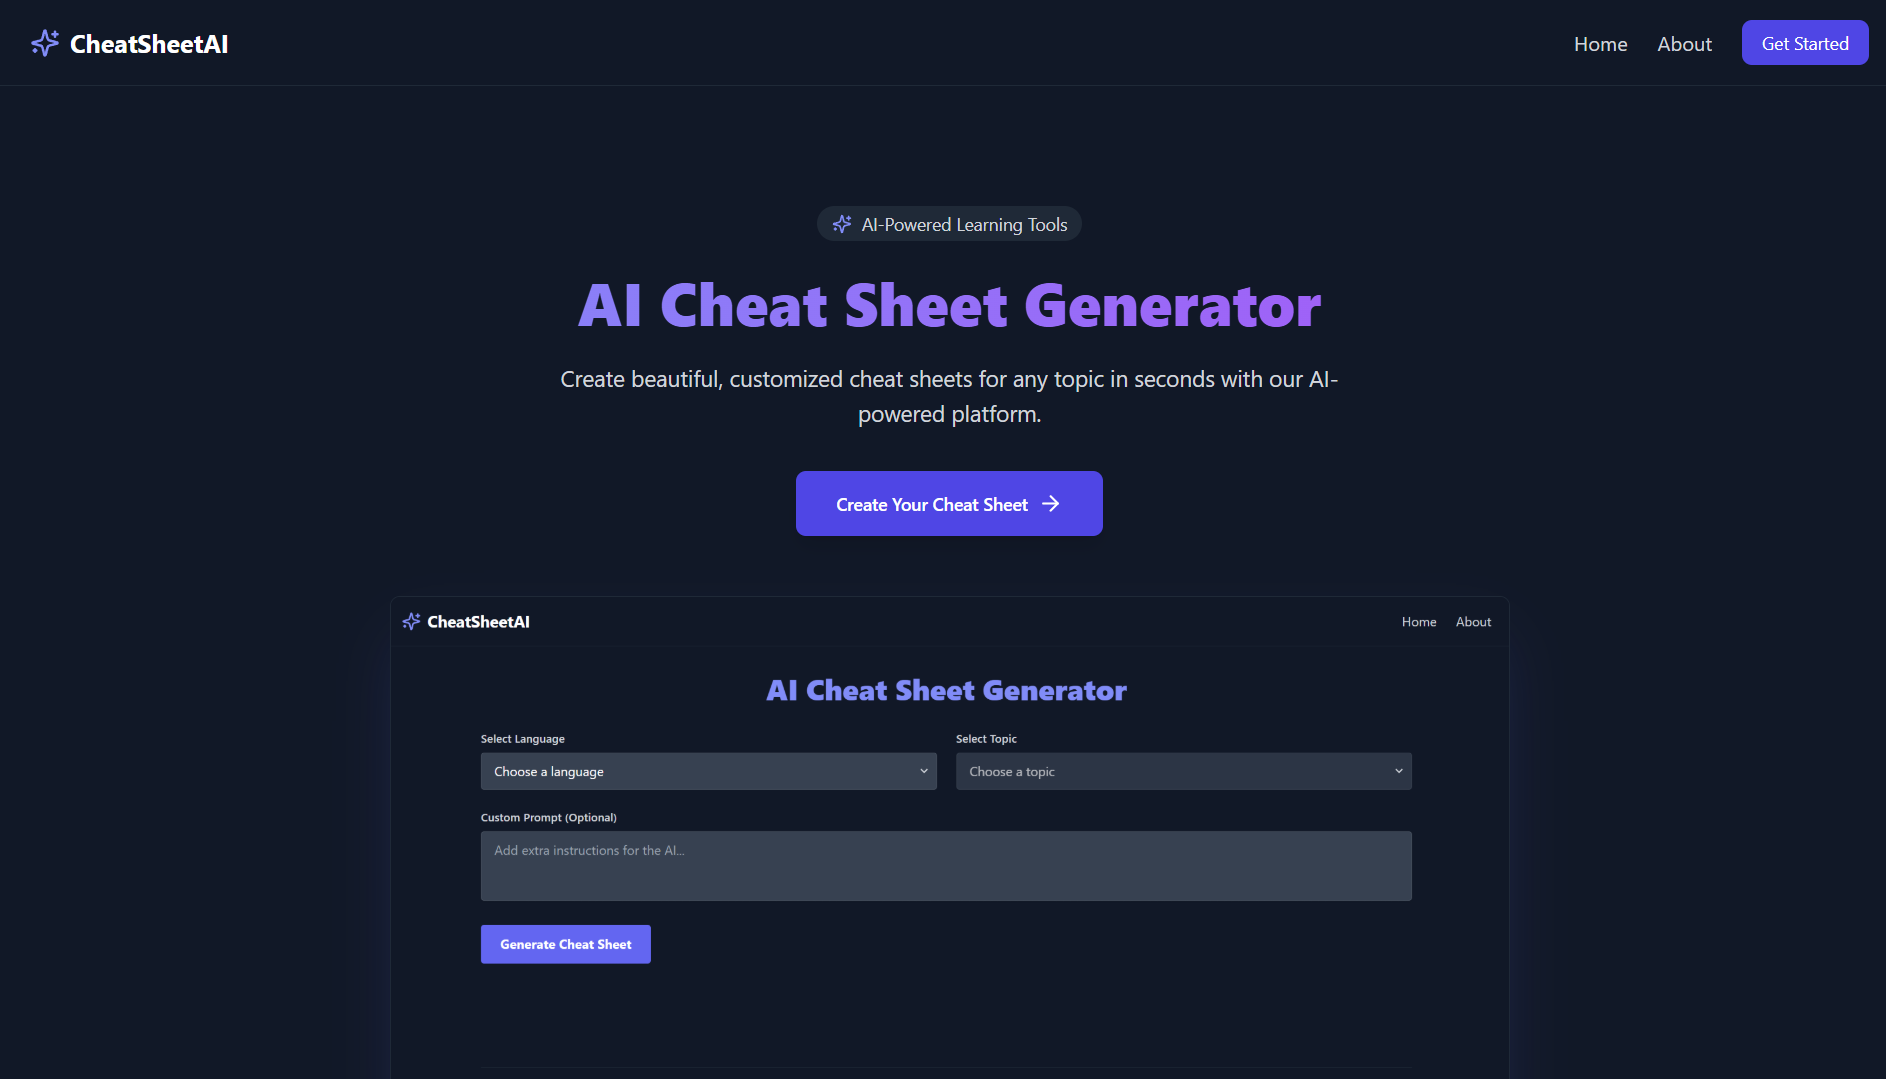 CheatSheetAI
Home
About
Get Started
AI-Powered Learning Tools
AI Cheat Sheet Generator
Create beautiful, customized cheat sheets for any topic in seconds with our AI-
powered platform.
Create Your Cheat Sheet
CheatSheetAI
Home
About
AI Cheat Sheet Generator
Select Language
Select Topic
Choose a language
Choose a topic
Custom Prompt (Optional)
Add extra instructions for the AI...
Generate Cheat Sheet